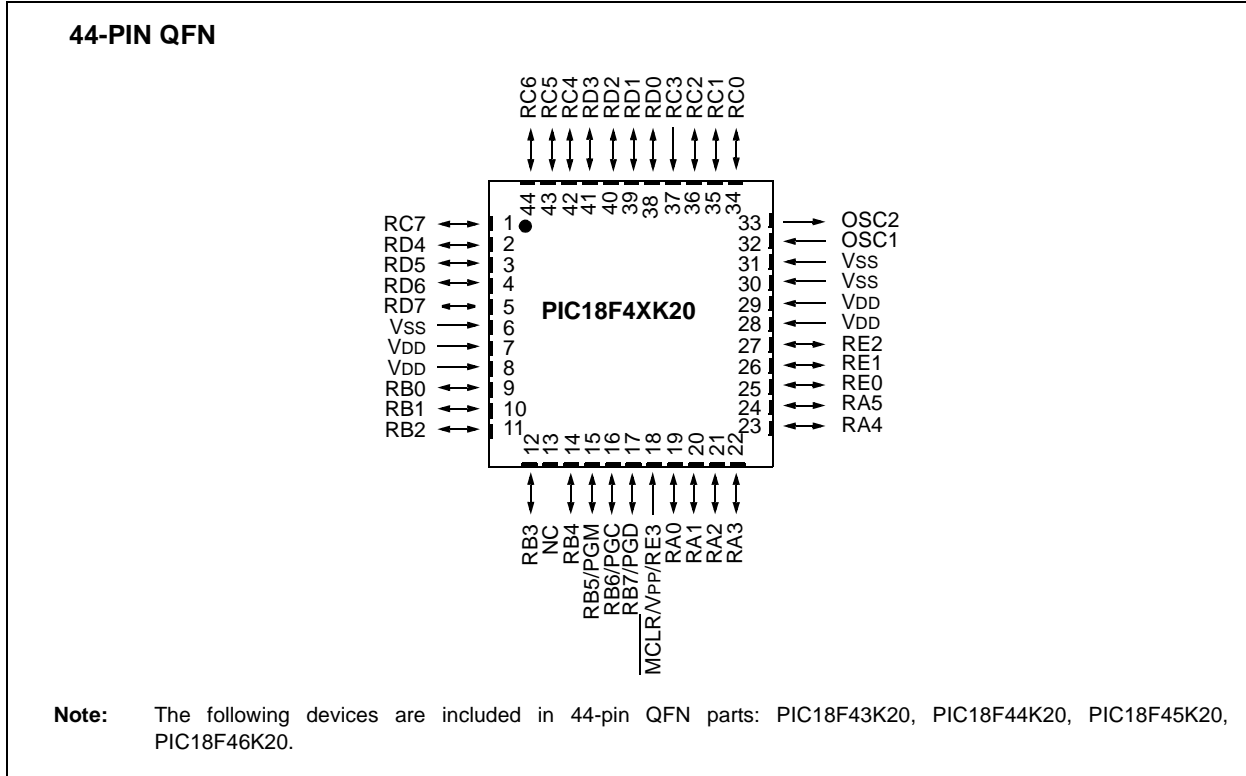 44-PIN QFN
RC6
RC5
RC4
RD3
RD2
RD1
RD0
RC3
RC2
RC1
RC0
44
43
42
41
40
39
38
37
36
35
34
RC7 1
RD4 2
RD5 3
RD6 4
RD7 5
VSS 6
VDD 7
VDD 8
RB0 9
RB1 10
RB2 11
PIC18F4XK20
33 OSC2
32 OSC1
31 VSS
30 VSS
29 VDD
28 VDD
27 RE2
26 RE1
25 RE0
24 RA5
23 RA4
12
13
14
15
16
17
18
19
20
21
22
RB3
NC
RB4
RB5/PGM
RB6/PGC
RB7/PGD
MCLR/VPP/RE3
RA0
RA1
RA2
RA3
Note: The following devices are included in 44-pin QFN parts: PIC18F43K20, PIC18F44K20, PIC18F45K20,
PIC18F46K20.